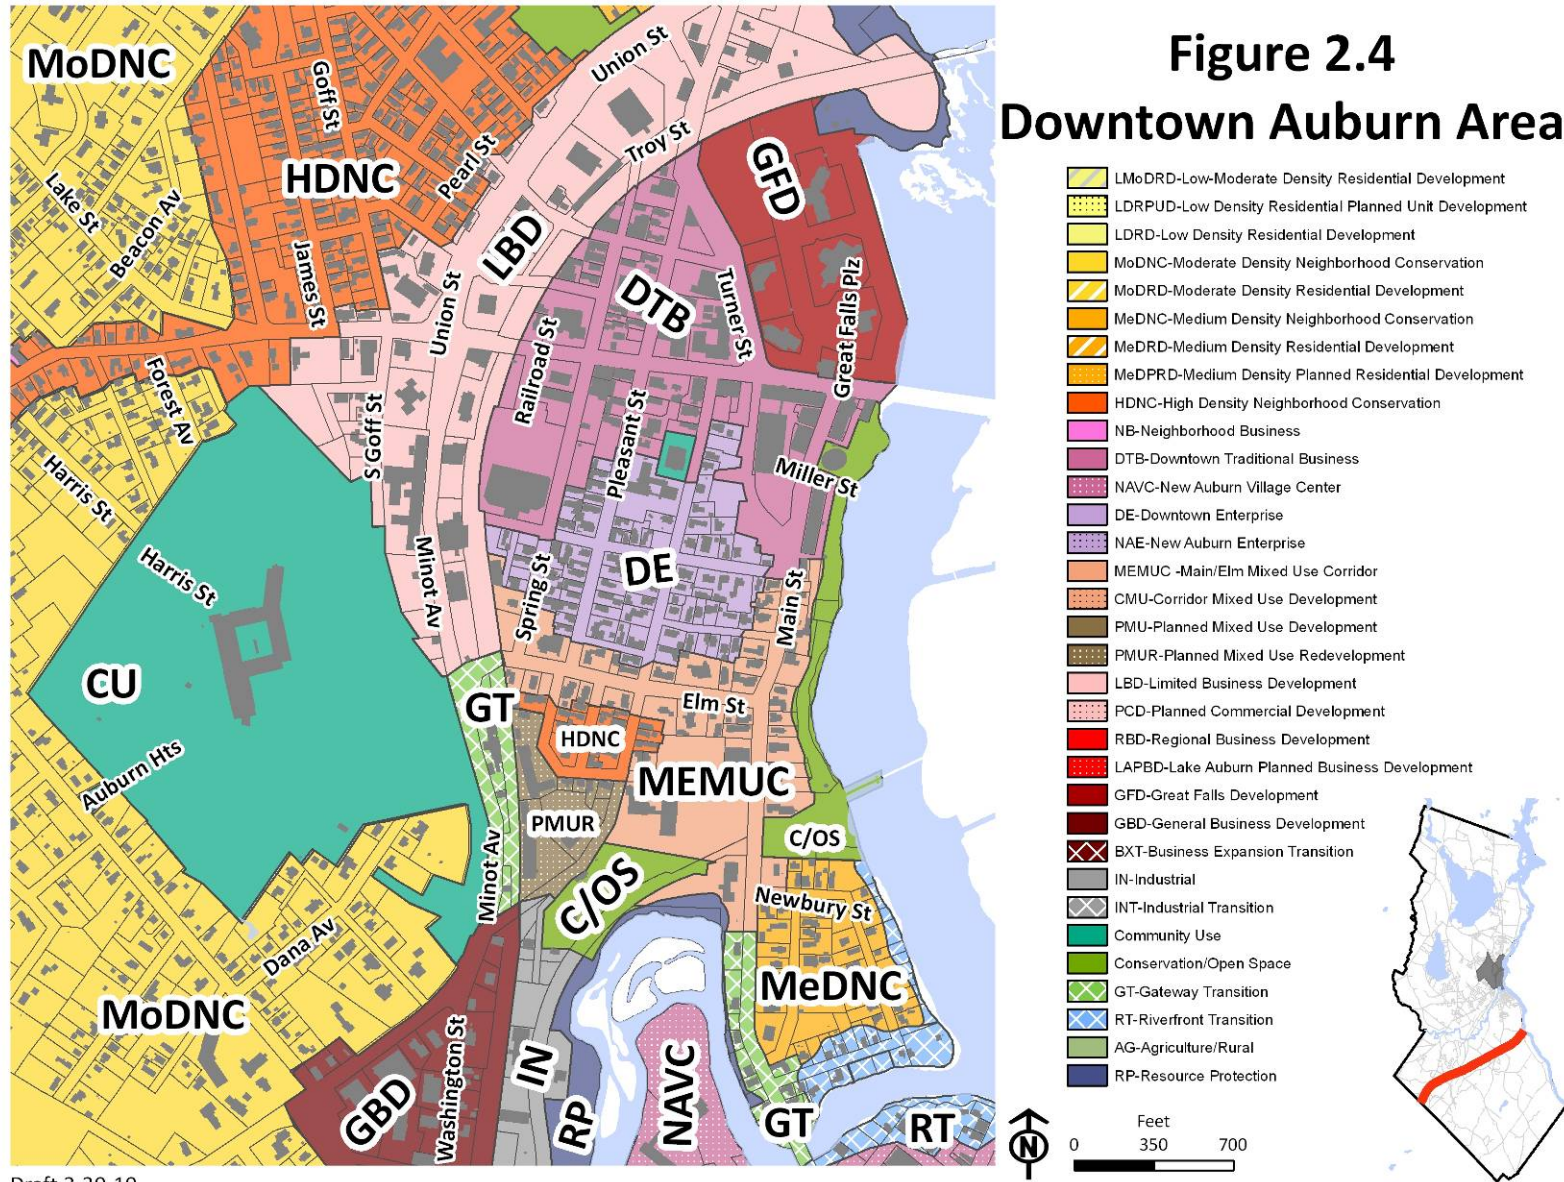 Figure 2.4
Downtown Auburn Area
MoDNC
Goff St
Union St
HDNC
Pearl St
Troy St
GFD
Lake St
Beacon Av
James St
LBD
Union St
DTB
Turner St
Great Falls Plz
Railroad St
Forest Av
S Goff St
Pleasant St
Miller St
Harris St
Harris St
Minot Av
Spring St
DE
Main St
CU
GT
Elm St
HDNC
MEMUC
Auburn Hts
PMUR
C/OS
Minot Av
C/OS
Newbury St
Dana Av
MoDNC
MeDNC
Washington St
IN
NAVC
GBD
RP
GT
RT
LMoDRD-Low-Moderate Density Residential Development
LDRPUD-Low Density Residential Planned Unit Development
LDRD-Low Density Residential Development
MoDNC-Moderate Density Neighborhood Conservation
MoDRD-Moderate Density Residential Development
MeDNC-Medium Density Neighborhood Conservation
MeDRD-Medium Density Residential Development
MeDPRD-Medium Density Planned Residential Development
HDNC-High Density Neighborhood Conservation
NB-Neighborhood Business
DTB-Downtown Traditional Business
NAVC-New Auburn Village Center
DE-Downtown Enterprise
NAE-New Auburn Enterprise
MEMUC -Main/Elm Mixed Use Corridor
CMU-Corridor Mixed Use Development
PMU-Planned Mixed Use Development
PMUR-Planned Mixed Use Redevelopment
LBD-Limited Business Development
PCD-Planned Commercial Development
RBD-Regional Business Development
LAPBD-Lake Auburn Planned Business Development
GFD-Great Falls Development
GBD-General Business Development
BXT-Business Expansion Transition
IN-Industrial
INT-Industrial Transition
Community Use
Conservation/Open Space
GT-Gateway Transition
RT-Riverfront Transition
AG-Agriculture/Rural
RP-Resource Protection
N
Feet
0 350 700